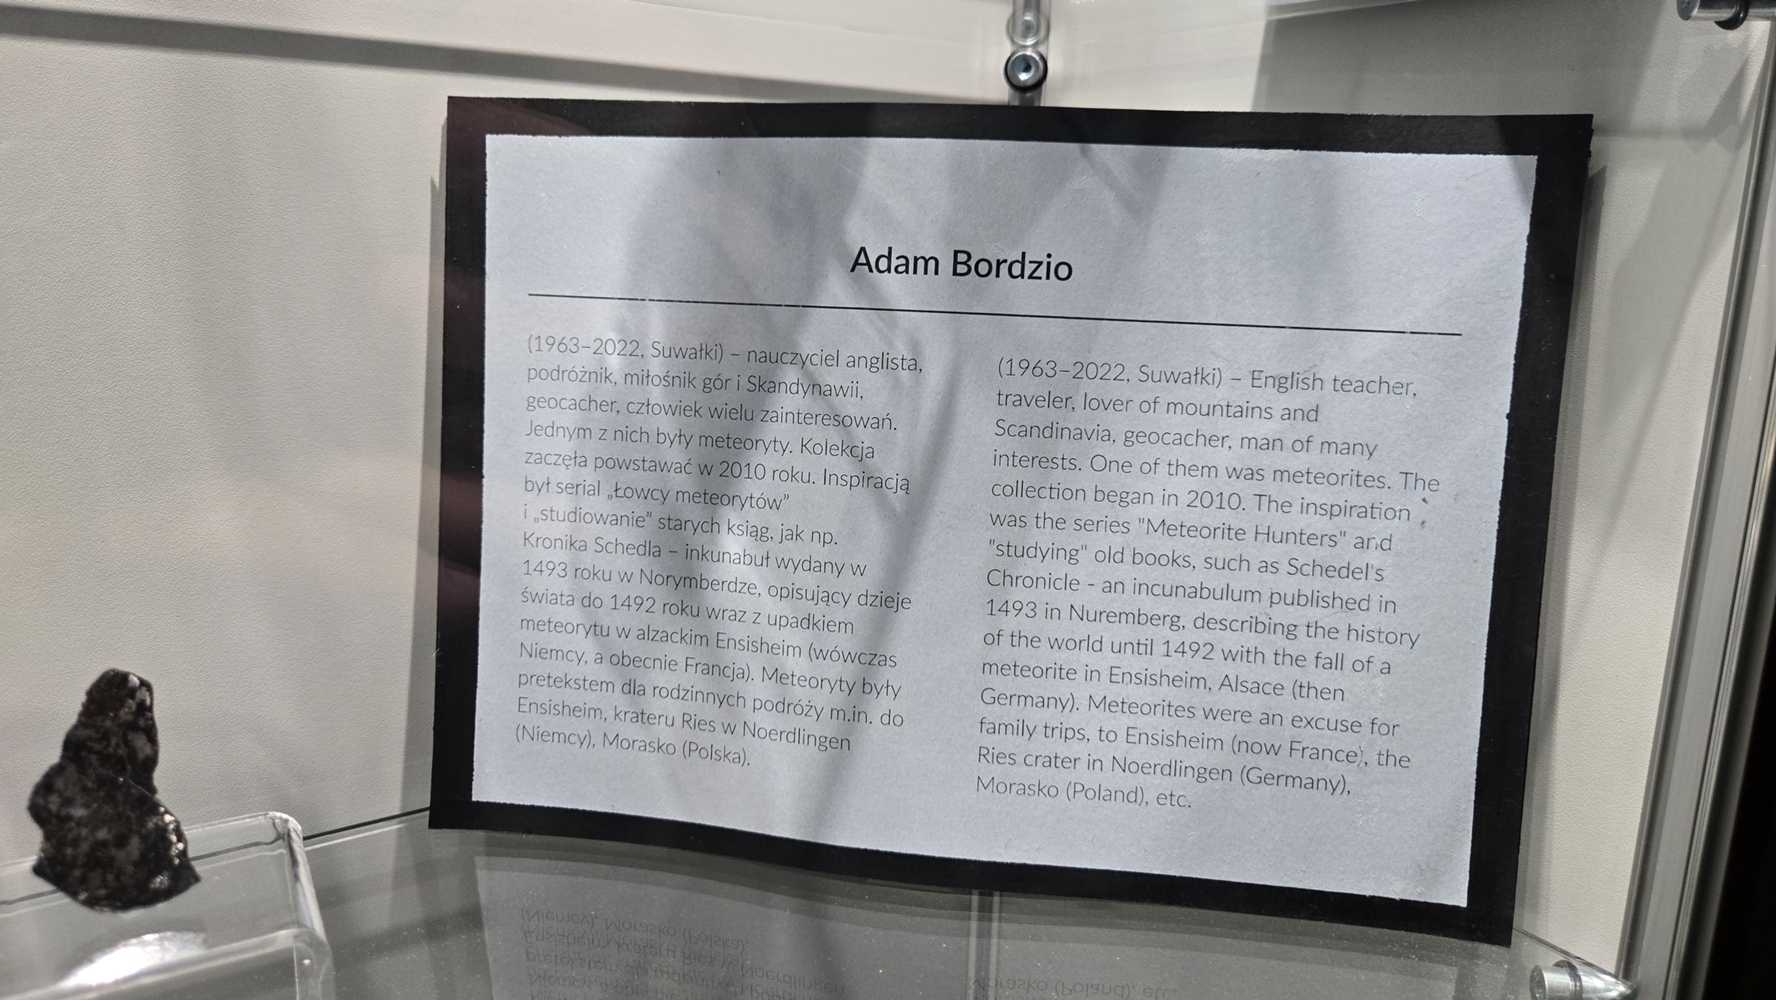 Adam Bordzio
(1963–2022, Suwałki) – nauczyciel anglista,
podróżnik, miłośnik gór i Skandynawii,
geocacher, człowiek wielu zainteresowań.
Jednym z nich były meteoryty. Kolekcja
zaczęła powstawać w 2010 roku. Inspiracją
był serial „Łowcy meteorytów”
i „studiowanie” starych ksiąg, jak np.
Kronika Schedla – inkunabuł wydany w
1493 roku w Norymberdze, opisujący dzieje
świata do 1492 roku wraz z upadkiem
meteorytu w alzackim Ensisheim (wówczas
Niemcy, a obecnie Francja). Meteoryty były
pretekstem dla rodzinnych podróży m.in. do
Ensisheim, krateru Ries w Noerdlingen
(Niemcy), Morasko (Polska).
(1963–2022, Suwałki) – English teacher,
traveler, lover of mountains and
Scandinavia, geocacher, man of many
interests. One of them was meteorites. The
collection began in 2010. The inspiration
was the series "Meteorite Hunters" and
"studying" old books, such as Schedel's
Chronicle - an incunabulum published in
1493 in Nuremberg, describing the history
of the world until 1492 with the fall of a
meteorite in Ensisheim, Alsace (then
Germany). Meteorites were an excuse for
family trips, to Ensisheim (now France), the
Ries crater in Noerdlingen (Germany),
Morasko (Poland), etc.